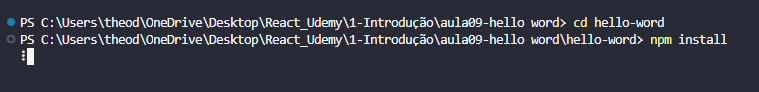 PS C:\Users\theod\OneDrive\Desktop\React_Udemy\1-Introdução\aula09-hello word> cd hello-word
PS C:\Users\theod\OneDrive\Desktop\React_Udemy\1-Introdução\aula09-hello word\hello-word> npm install